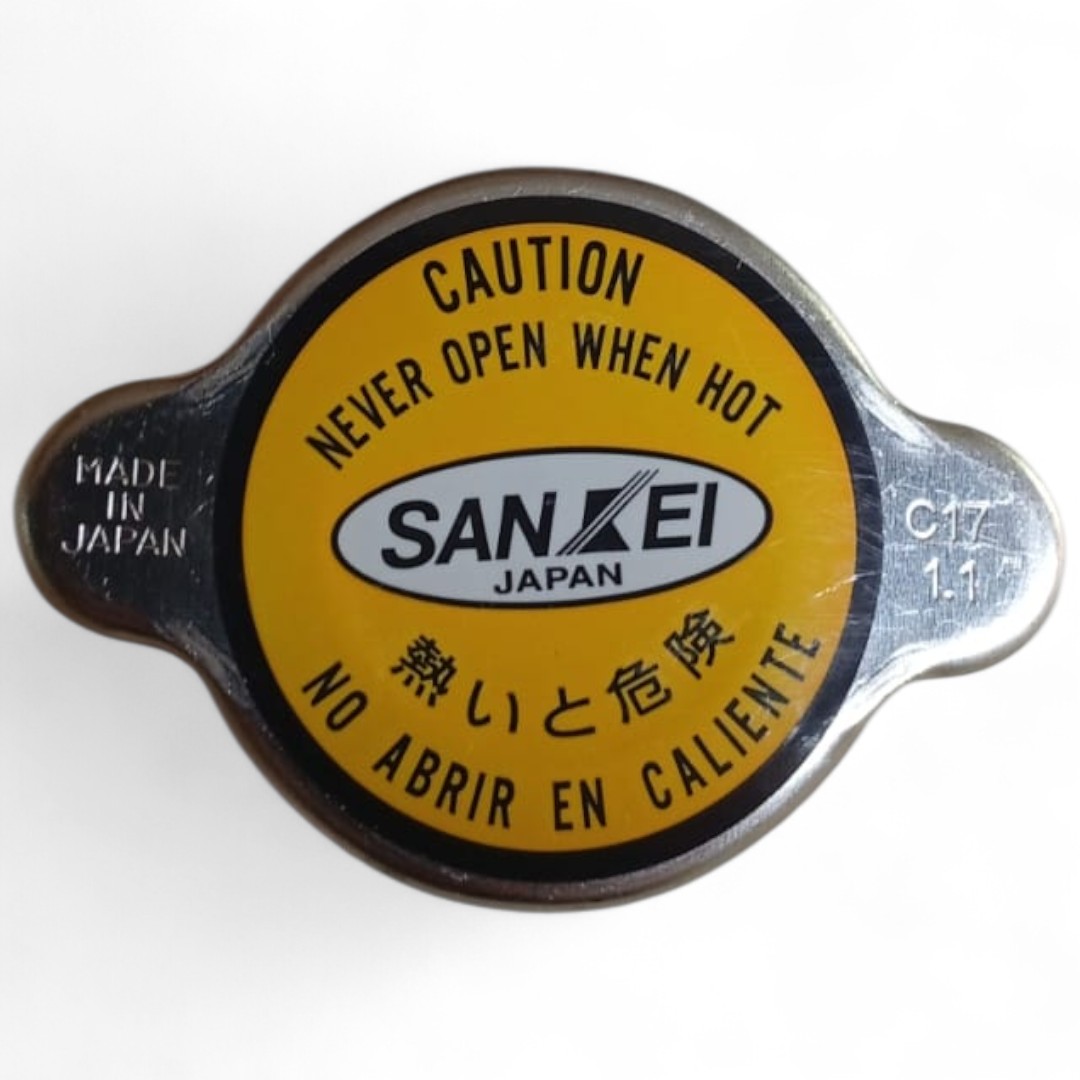 CAUTION
NEVER OPEN WHEN HOT
MADE
IN
JAPAN
SANKEI
JAPAN
C17
1.1
熱いと危険
NO ABRIR EN CALIENTE